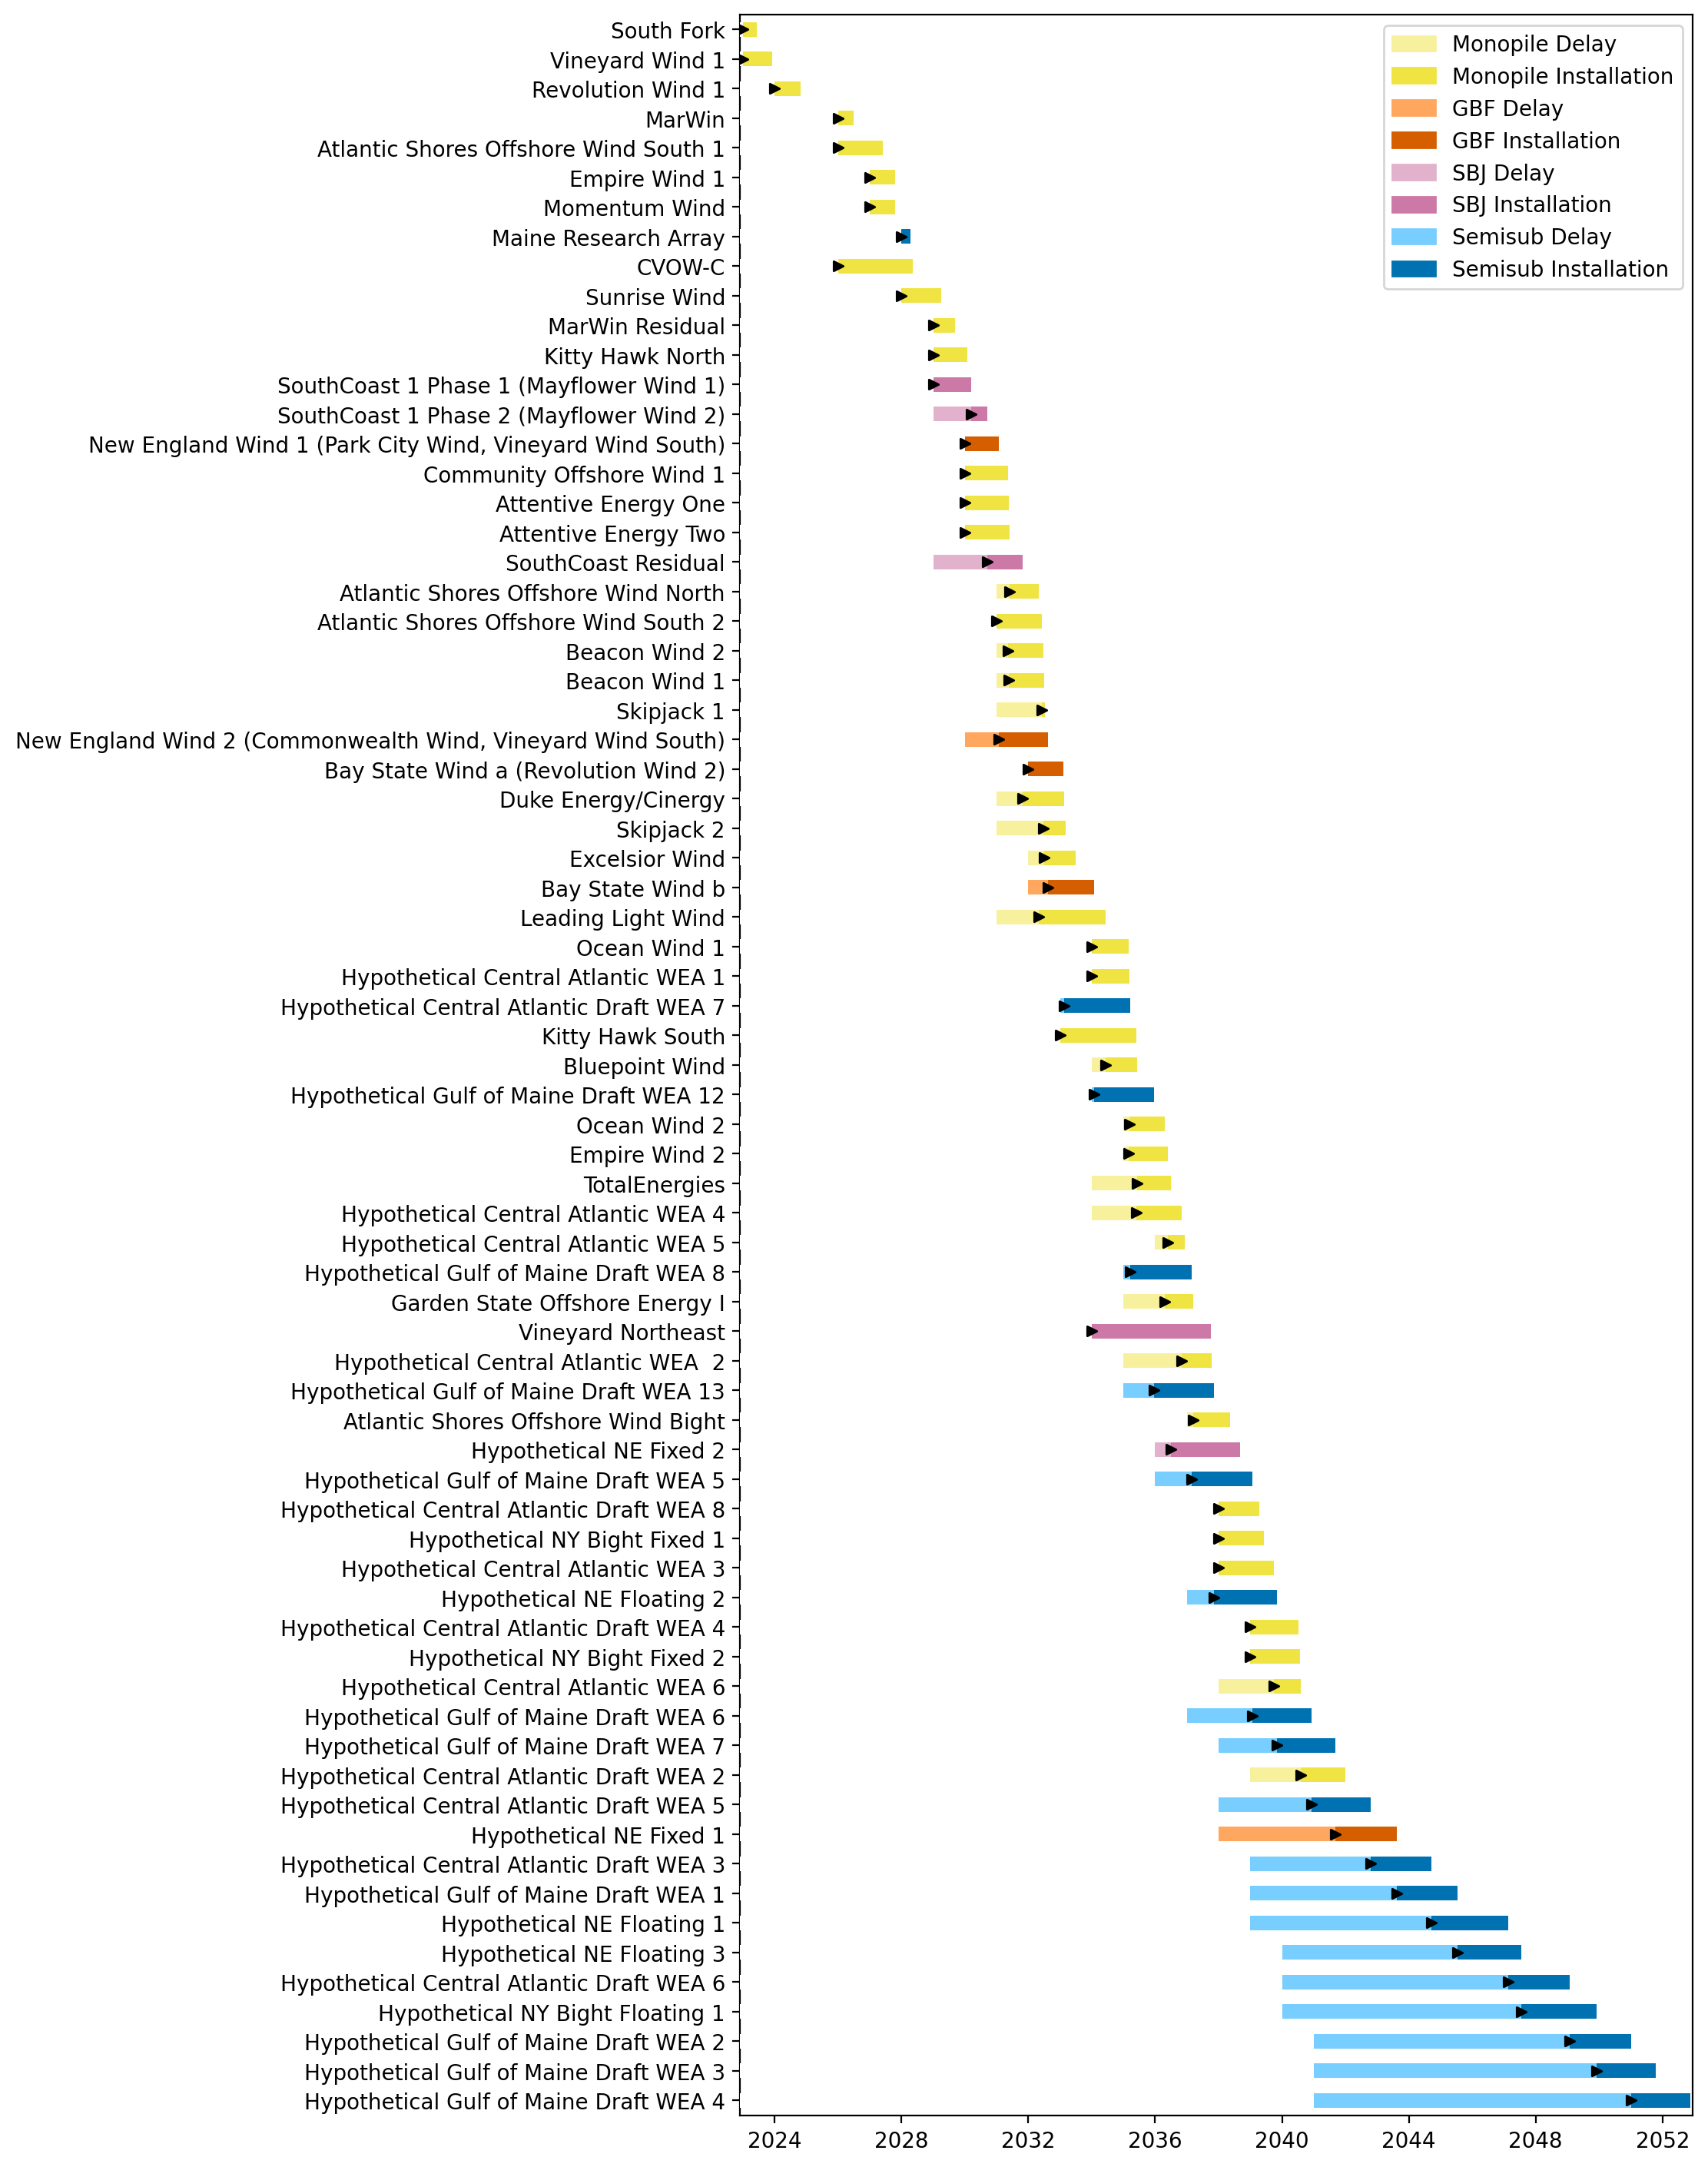 South Fork
Vineyard Wind 1
Revolution Wind 1
MarWin
Atlantic Shores Offshore Wind South 1
Empire Wind 1
Momentum Wind
Maine Research Array
CVOW-C
Sunrise Wind
MarWin Residual
Kitty Hawk North
SouthCoast 1 Phase 1 (Mayflower Wind 1)
SouthCoast 1 Phase 2 (Mayflower Wind 2)
New England Wind 1 (Park City Wind, Vineyard Wind South)
Community Offshore Wind 1
Attentive Energy One
Attentive Energy Two
SouthCoast Residual
Atlantic Shores Offshore Wind North
Atlantic Shores Offshore Wind South 2
Beacon Wind 2
Beacon Wind 1
Skipjack 1
New England Wind 2 (Commonwealth Wind, Vineyard Wind South)
Bay State Wind a (Revolution Wind 2)
Duke Energy/Cinergy
Skipjack 2
Excelsior Wind
Bay State Wind b
Leading Light Wind
Ocean Wind 1
Hypothetical Central Atlantic WEA 1
Hypothetical Central Atlantic Draft WEA 7
Kitty Hawk South
Bluepoint Wind
Hypothetical Gulf of Maine Draft WEA 12
Ocean Wind 2
Empire Wind 2
TotalEnergies
Hypothetical Central Atlantic WEA 4
Hypothetical Central Atlantic WEA 5
Hypothetical Gulf of Maine Draft WEA 8
Garden State Offshore Energy I
Vineyard Northeast
Hypothetical Central Atlantic WEA  2
Hypothetical Gulf of Maine Draft WEA 13
Atlantic Shores Offshore Wind Bight
Hypothetical NE Fixed 2
Hypothetical Gulf of Maine Draft WEA 5
Hypothetical Central Atlantic Draft WEA 8
Hypothetical NY Bight Fixed 1
Hypothetical Central Atlantic WEA 3
Hypothetical NE Floating 2
Hypothetical Central Atlantic Draft WEA 4
Hypothetical NY Bight Fixed 2
Hypothetical Central Atlantic WEA 6
Hypothetical Gulf of Maine Draft WEA 6
Hypothetical Gulf of Maine Draft WEA 7
Hypothetical Central Atlantic Draft WEA 2
Hypothetical Central Atlantic Draft WEA 5
Hypothetical NE Fixed 1
Hypothetical Central Atlantic Draft WEA 3
Hypothetical Gulf of Maine Draft WEA 1
Hypothetical NE Floating 1
Hypothetical NE Floating 3
Hypothetical Central Atlantic Draft WEA 6
Hypothetical NY Bight Floating 1
Hypothetical Gulf of Maine Draft WEA 2
Hypothetical Gulf of Maine Draft WEA 3
Hypothetical Gulf of Maine Draft WEA 4
Monopile Delay
Monopile Installation
GBF Delay
GBF Installation
SBJ Delay
SBJ Installation
Semisub Delay
Semisub Installation
2024 2028 2032 2036 2040 2044 2048 2052